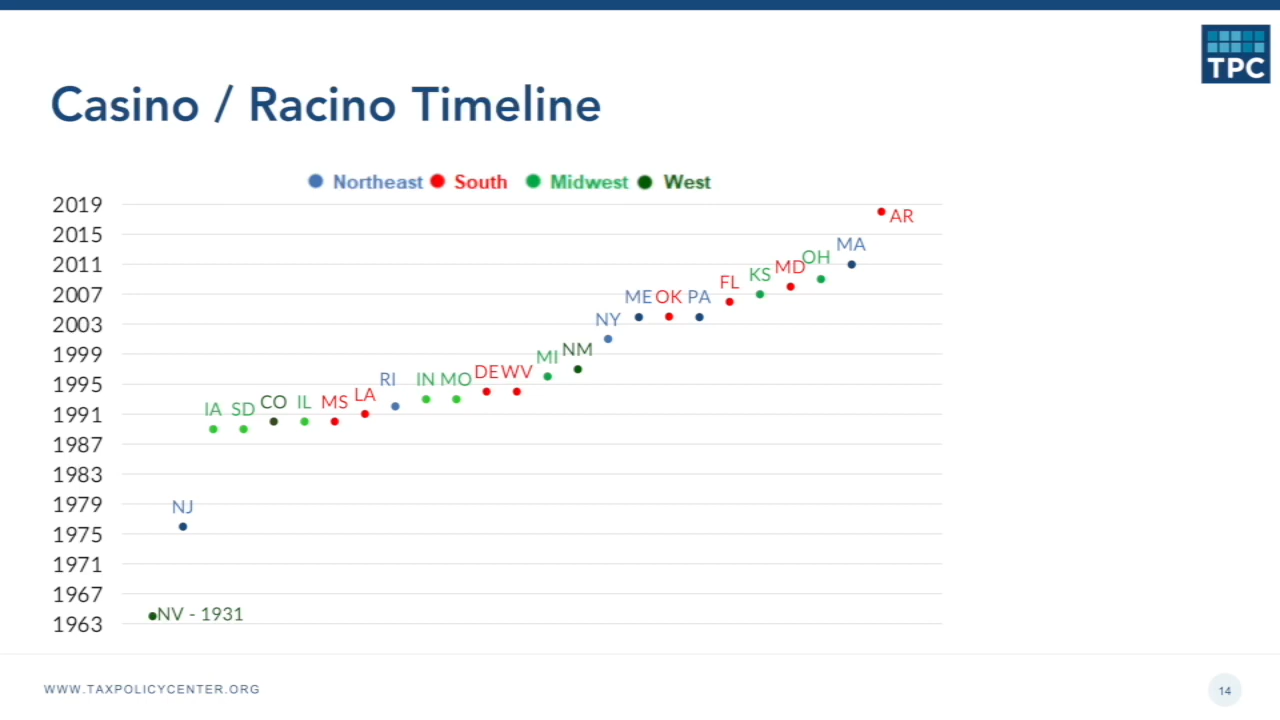 TPC
Casino / Racino Timeline
Northeast South Midwest West
2019
AR
2015
MA
2011
OH
MD
KS
FL
2007
ME OK PA
2003
NY
1999
NM
MI
1995
RI IN MO DE WV
LA
1991
IA SD CO IL MS
1987
1983
1979
NJ
1975
1971
1967
NV - 1931
1963
WWW.TAXPOLICYCENTER.ORG
14